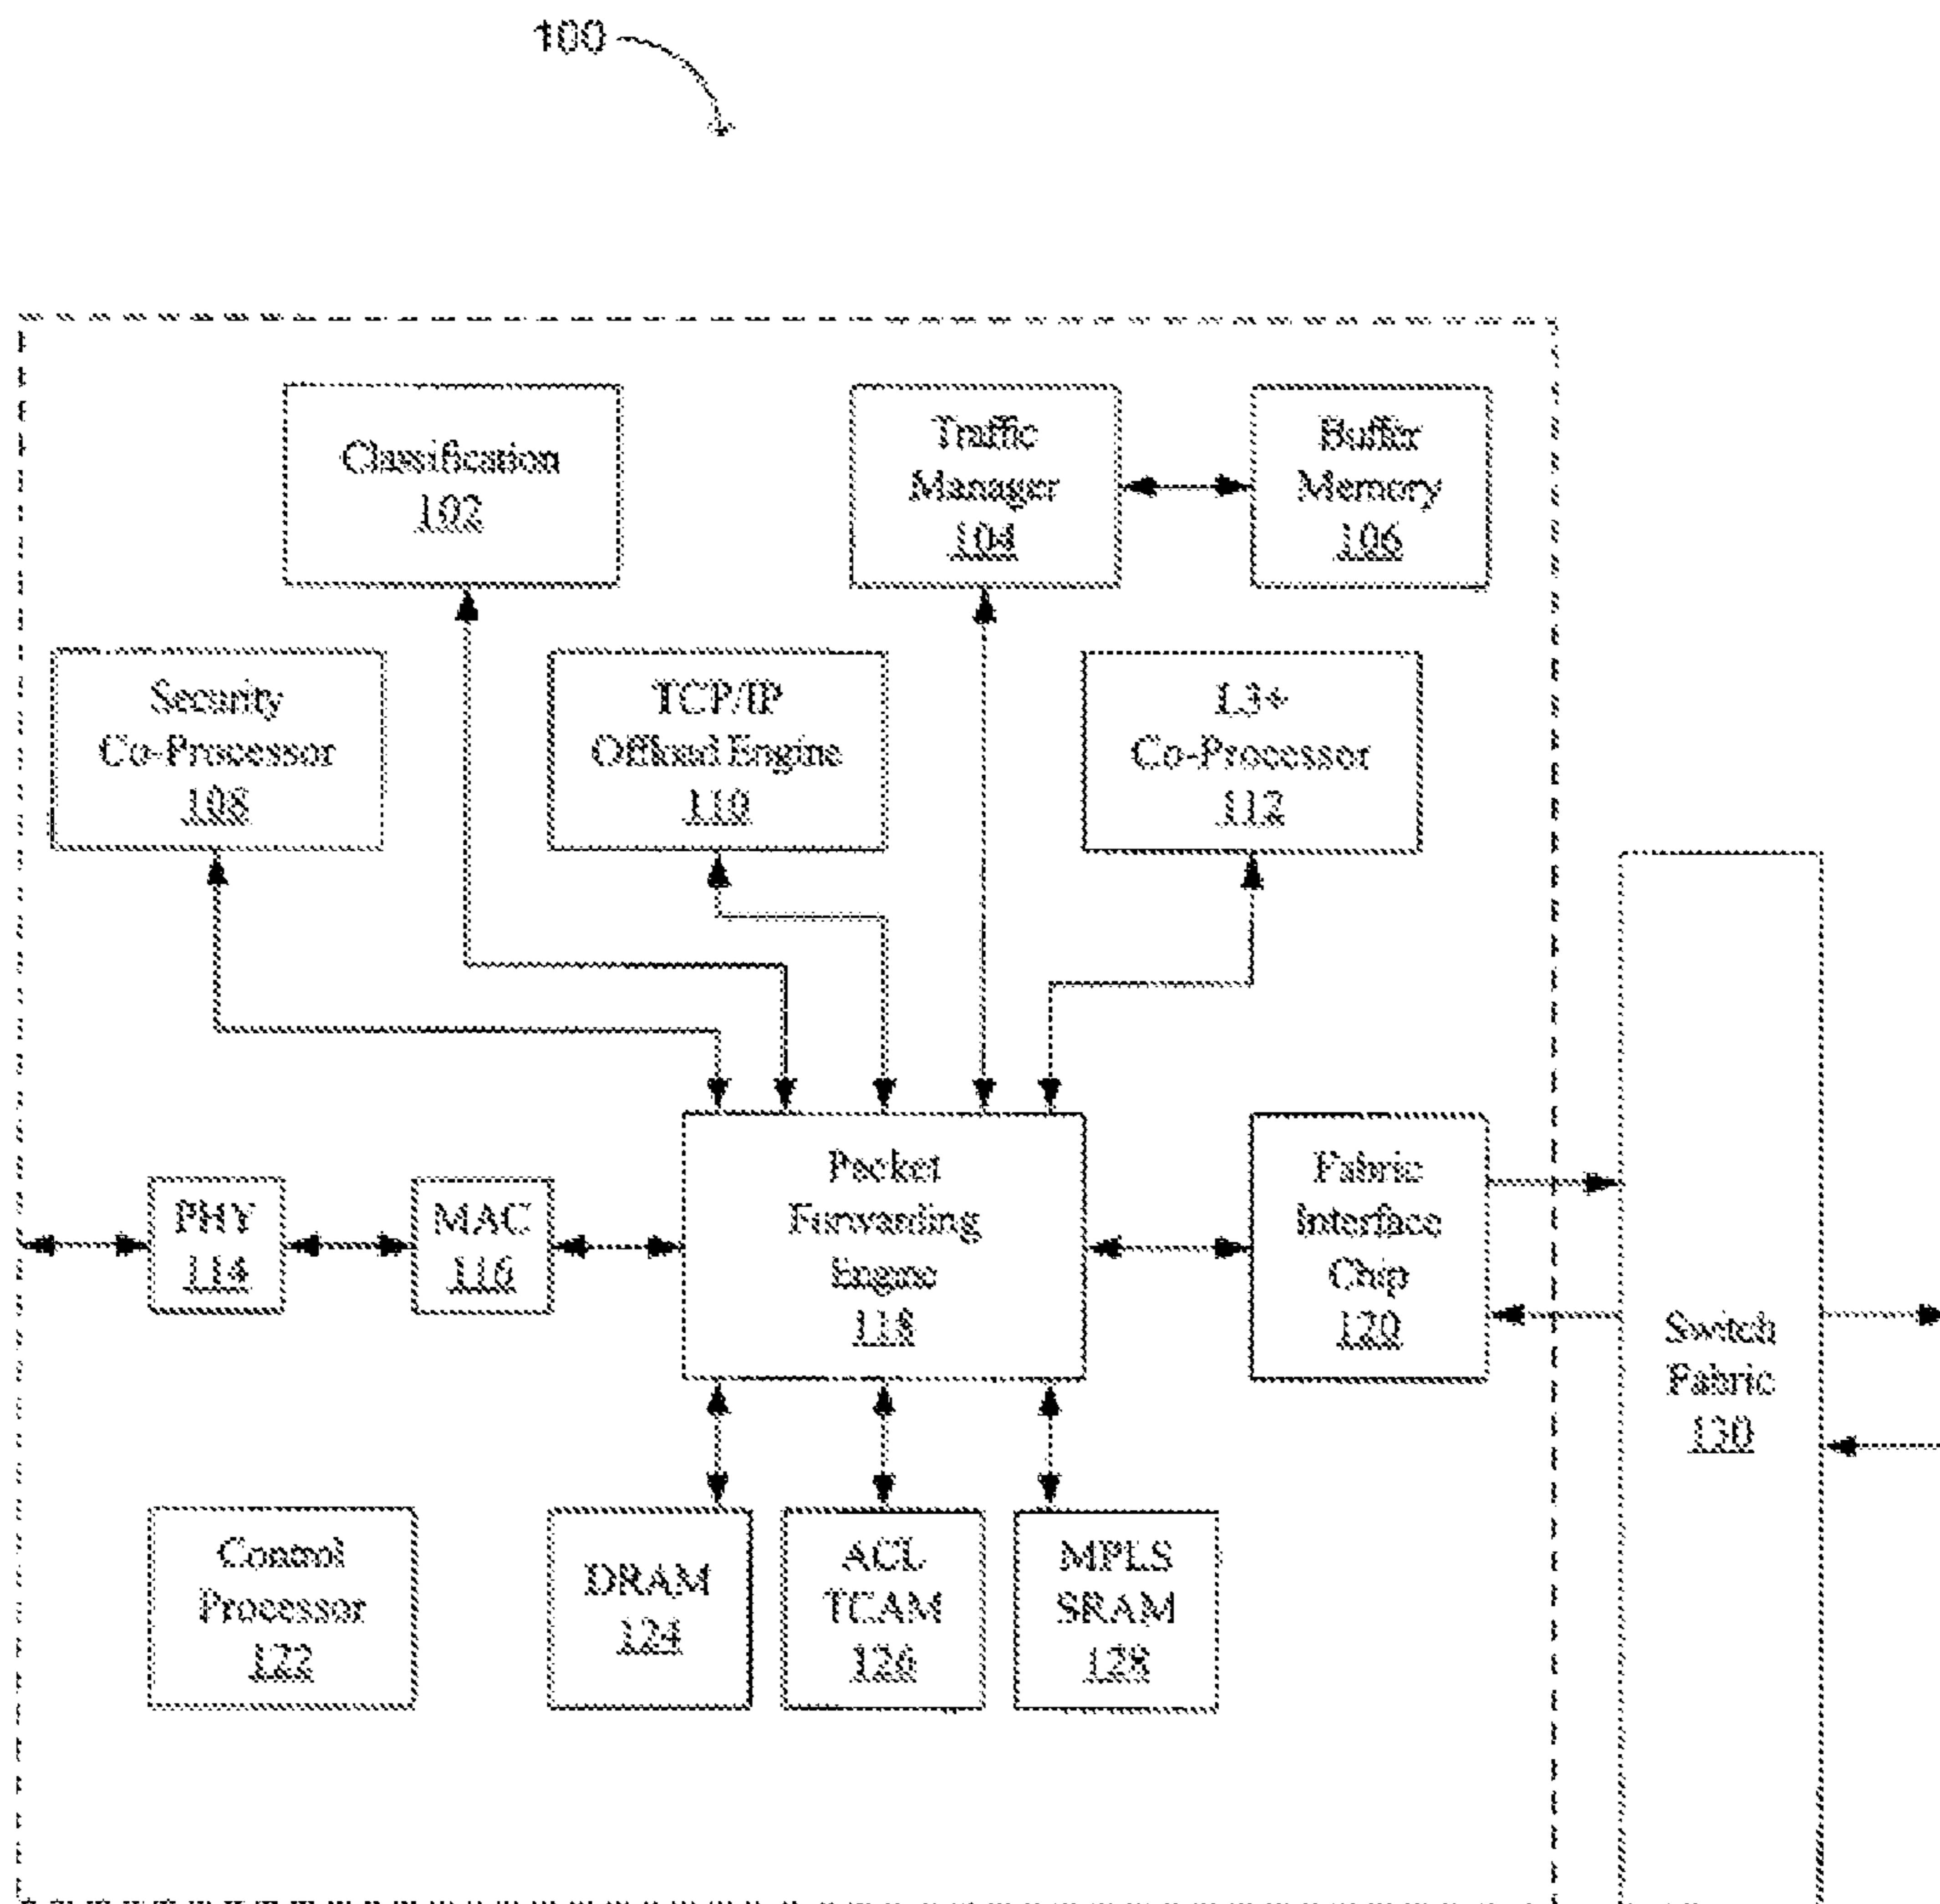 100
Classification
102
Traffic
Manager
104
Buffer
Memory
106
Security
Co-Processor
108
TCP/IP
Offload Engine
110
L3+
Co-Processor
112
PHY
114
MAC
116
Packet
Forwarding
Engine
118
Fabric
Interface
Chip
120
Switch
Fabric
130
Control
Processor
122
DRAM
124
ACL
TCAM
126
MPLS
SRAM
128